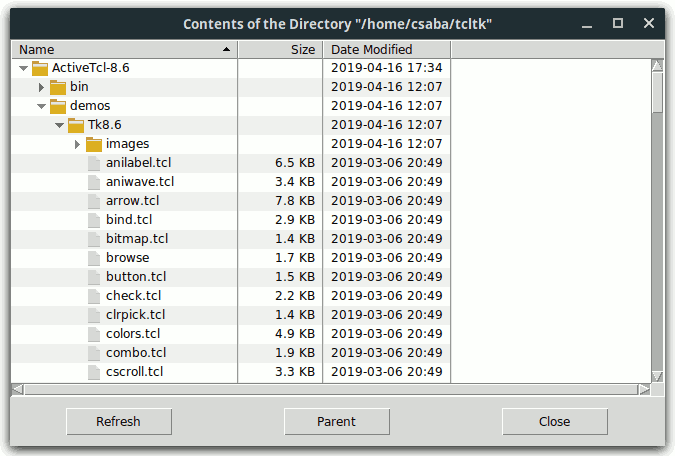 Contents of the Directory "/home/csaba/tcltk"
Name Size Date Modified
ActiveTcl-8.6 2019-04-16 17:34
bin 2019-04-16 12:07
demos 2019-04-16 12:07
Tk8.6 2019-04-16 12:07
images 2019-04-16 12:07
anilabel.tcl 6.5 KB 2019-03-06 20:49
aniwave.tcl 3.4 KB 2019-03-06 20:49
arrow.tcl 7.8 KB 2019-03-06 20:49
bind.tcl 2.9 KB 2019-03-06 20:49
bitmap.tcl 1.4 KB 2019-03-06 20:49
browse 1.7 KB 2019-03-06 20:49
button.tcl 1.5 KB 2019-03-06 20:49
check.tcl 2.2 KB 2019-03-06 20:49
clrpick.tcl 1.4 KB 2019-03-06 20:49
colors.tcl 4.9 KB 2019-03-06 20:49
combo.tcl 1.9 KB 2019-03-06 20:49
cscroll.tcl 3.3 KB 2019-03-06 20:49
Refresh Parent Close